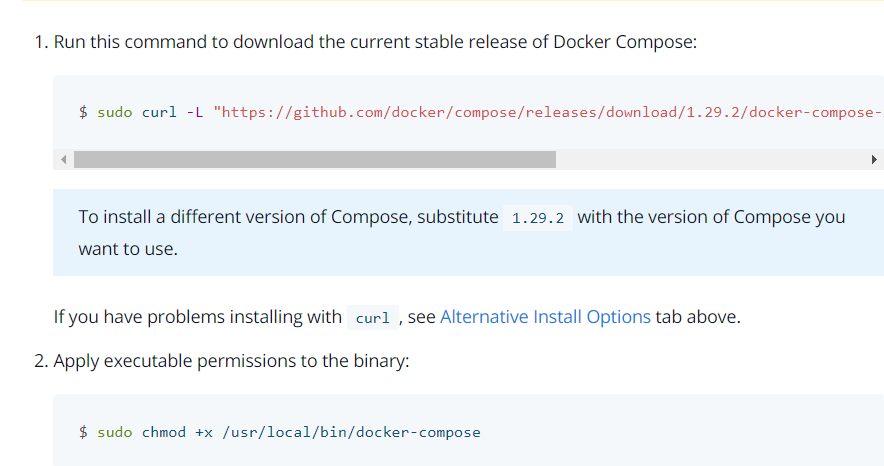 1. Run this command to download the current stable release of Docker Compose:
$ sudo curl -L "https://github.com/docker/compose/releases/download/1.29.2/docker-compose-
To install a different version of Compose, substitute 1.29.2 with the version of Compose you
want to use.
If you have problems installing with curl , see Alternative Install Options tab above.
2. Apply executable permissions to the binary:
$ sudo chmod +x /usr/local/bin/docker-compose